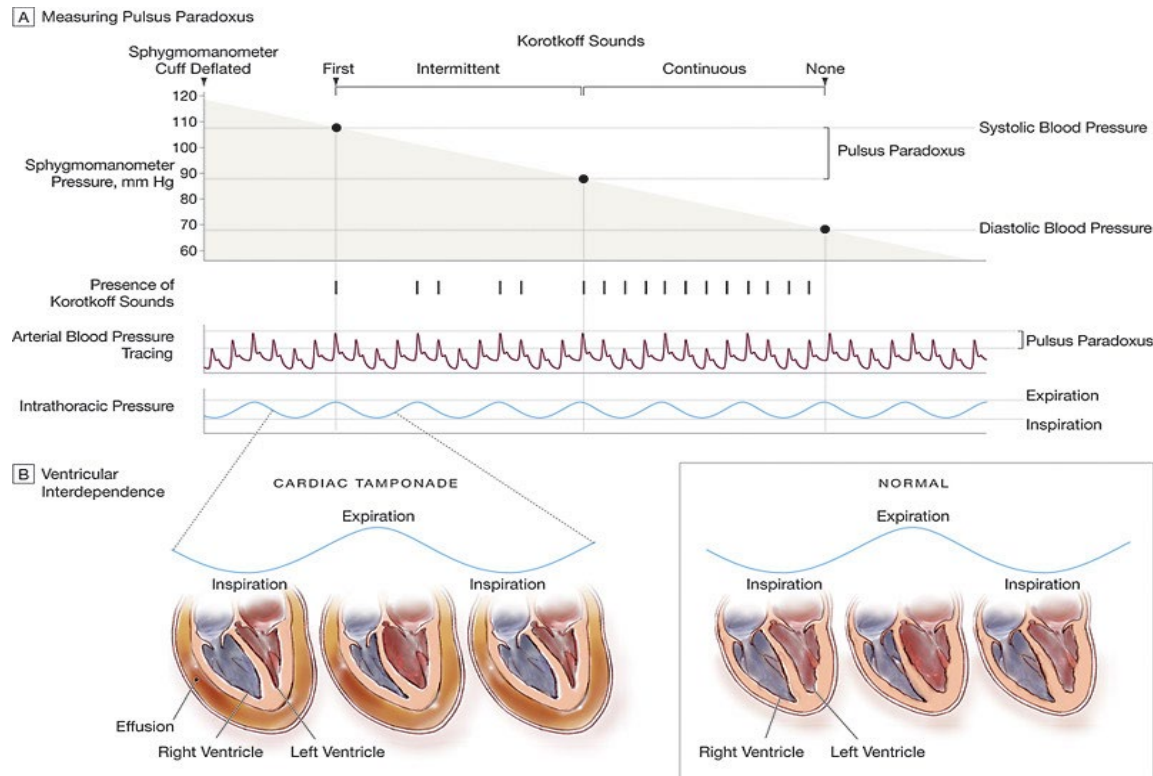 A Measuring Pulsus Paradoxus
Korotkoff Sounds
Sphygmomanometer
Cuff Deflated
First
Intermittent
Continuous
None
120
110
100
90
80
70
60
Sphygmomanometer
Pressure, mm Hg
Systolic Blood Pressure
Pulsus Paradoxus
Diastolic Blood Pressure
Presence of
Korotkoff Sounds
Arterial Blood Pressure
Tracing
Pulsus Paradoxus
Intrathoracic Pressure
Expiration
Inspiration
B Ventricular
Interdependence
CARDIAC TAMPONADE
Expiration
Inspiration
Inspiration
Effusion
Right Ventricle
Left Ventricle
NORMAL
Expiration
Inspiration
Inspiration
Right Ventricle
Left Ventricle